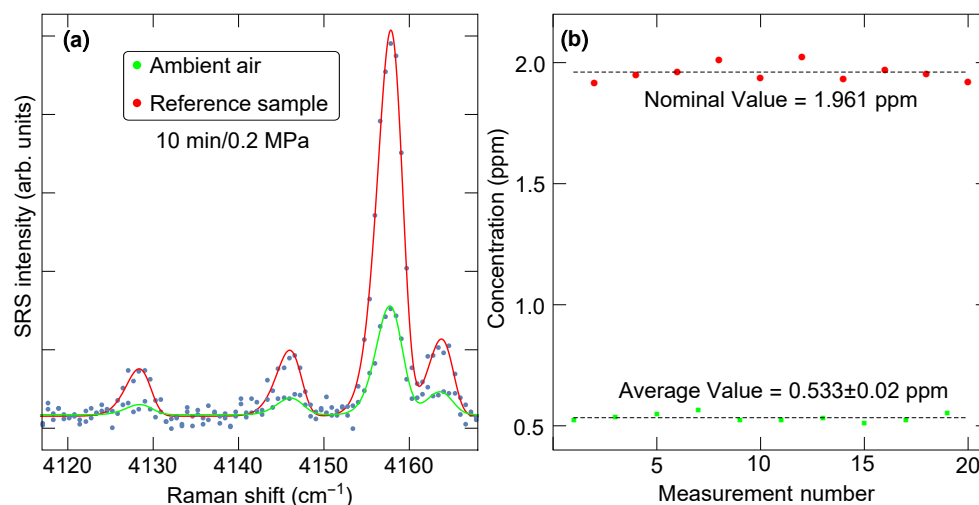 (a)
Ambient air
Reference sample
10 min/0.2 MPa
SRS intensity (arb. units)
4120 4130 4140 4150 4160
Raman shift (cm⁻¹)
(b)
2.0
1.5
1.0
0.5
Concentration (ppm)
Nominal Value = 1.961 ppm
Average Value = 0.533±0.02 ppm
5 10 15 20
Measurement number